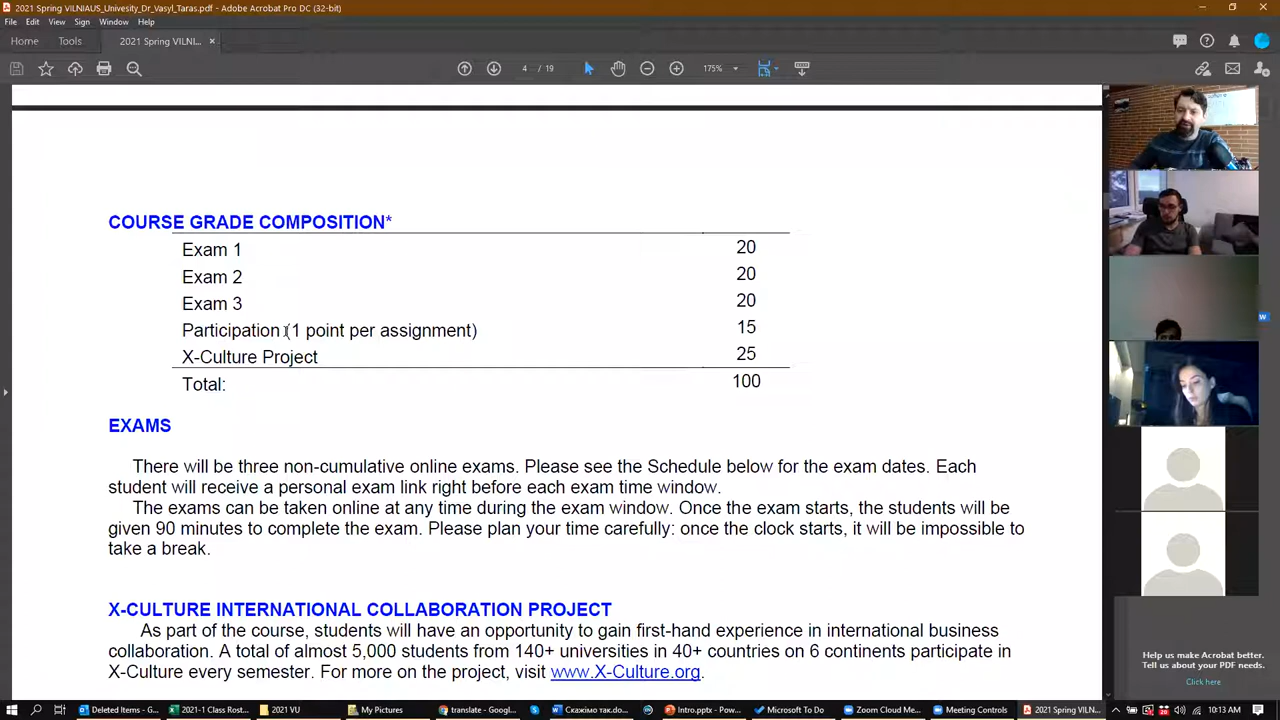 2021 Spring VILNIAUS_Univesity_Dr_Vasyl_Taras.pdf - Adobe Acrobat Pro DC (32-bit)
File Edit View Sign Window Help
Home Tools 2021 Spring VILNI... ×
4 / 19 175%
COURSE GRADE COMPOSITION*
Exam 1 20
Exam 2 20
Exam 3 20
Participation (1 point per assignment) 15
X-Culture Project 25
Total: 100
EXAMS
There will be three non-cumulative online exams. Please see the Schedule below for the exam dates. Each
student will receive a personal exam link right before each exam time window.
The exams can be taken online at any time during the exam window. Once the exam starts, the students will be
given 90 minutes to complete the exam. Please plan your time carefully: once the clock starts, it will be impossible to
take a break.
X-CULTURE INTERNATIONAL COLLABORATION PROJECT
As part of the course, students will have an opportunity to gain first-hand experience in international business
collaboration. A total of almost 5,000 students from 140+ universities in 40+ countries on 6 continents participate in
X-Culture every semester. For more on the project, visit www.X-Culture.org.
W
Help us make Acrobat better.
Tell us about your PDF needs.
Click here
Deleted Items - G... 2021-1 Class Rost... 2021 VU My Pictures translate - Googl... Скажімо так.do... Intro.pptx - Pow... Microsoft To Do Zoom Cloud Me... Meeting Controls 2021 Spring VILNI... 10:13 AM